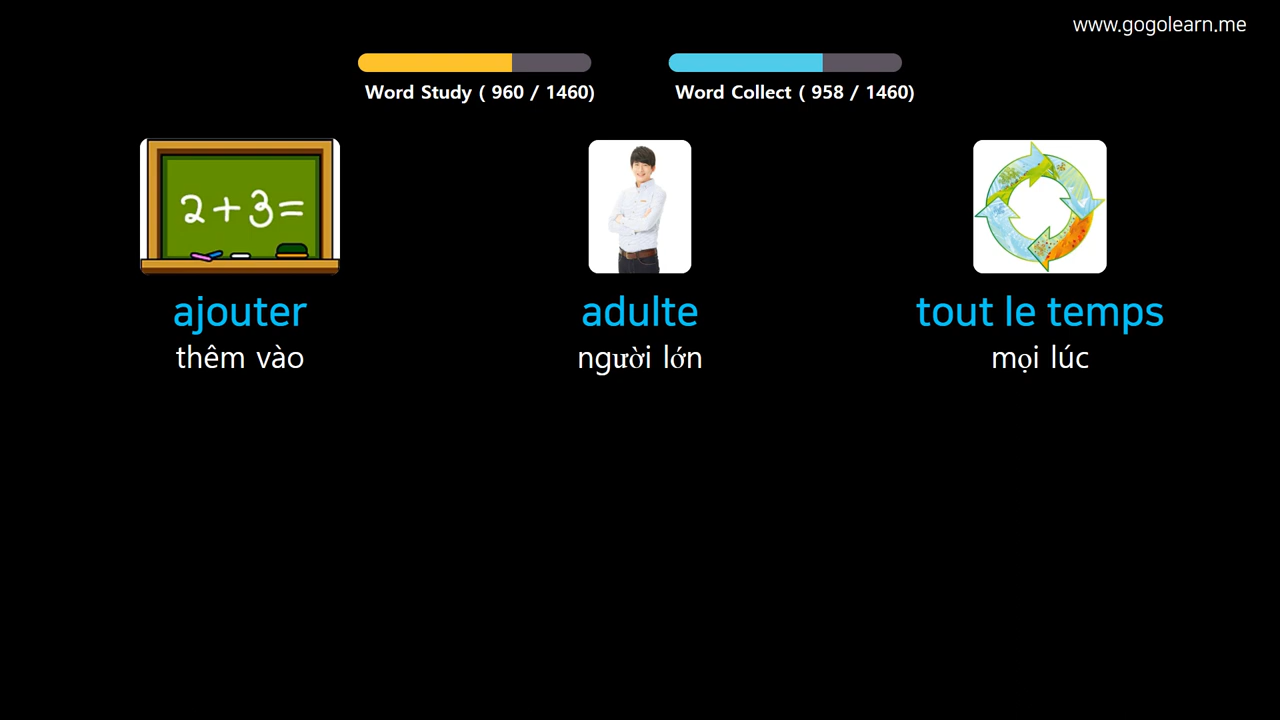 www.gogolearn.me
Word Study ( 960 / 1460)
Word Collect ( 958 / 1460)
2+3=
ajouter
thêm vào
adulte
người lớn
tout le temps
mọi lúc